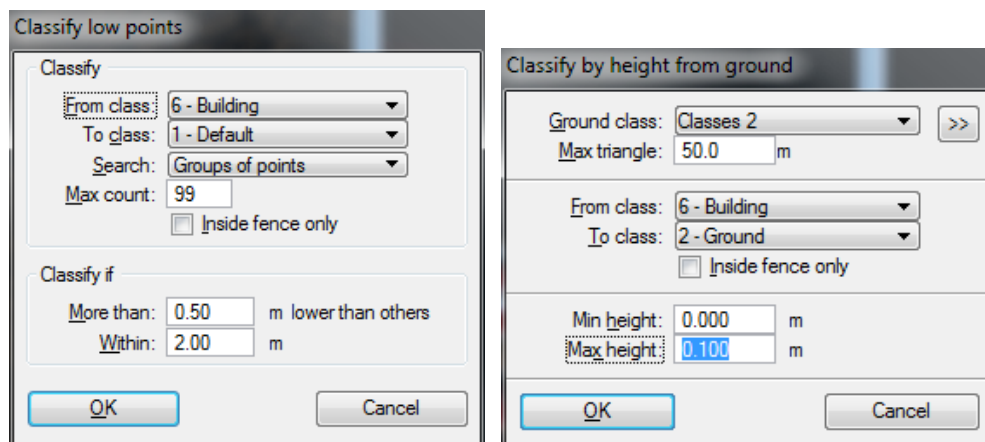 Classify low points
Classify
From class: 6 - Building
To class: 1 - Default
Search: Groups of points
Max count: 99
Inside fence only
Classify if
More than: 0.50 m lower than others
Within: 2.00 m
OK Cancel
Classify by height from ground
Ground class: Classes 2 >>
Max triangle: 50.0 m
From class: 6 - Building
To class: 2 - Ground
Inside fence only
Min height: 0.000 m
Max height: 0.100 m
OK Cancel